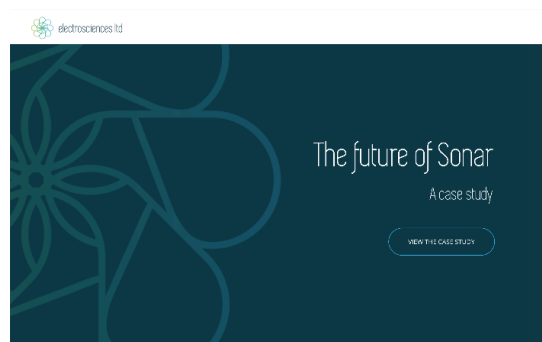 electrosciences ltd
The future of Sonar
A case study
VIEW THE CASE STUDY